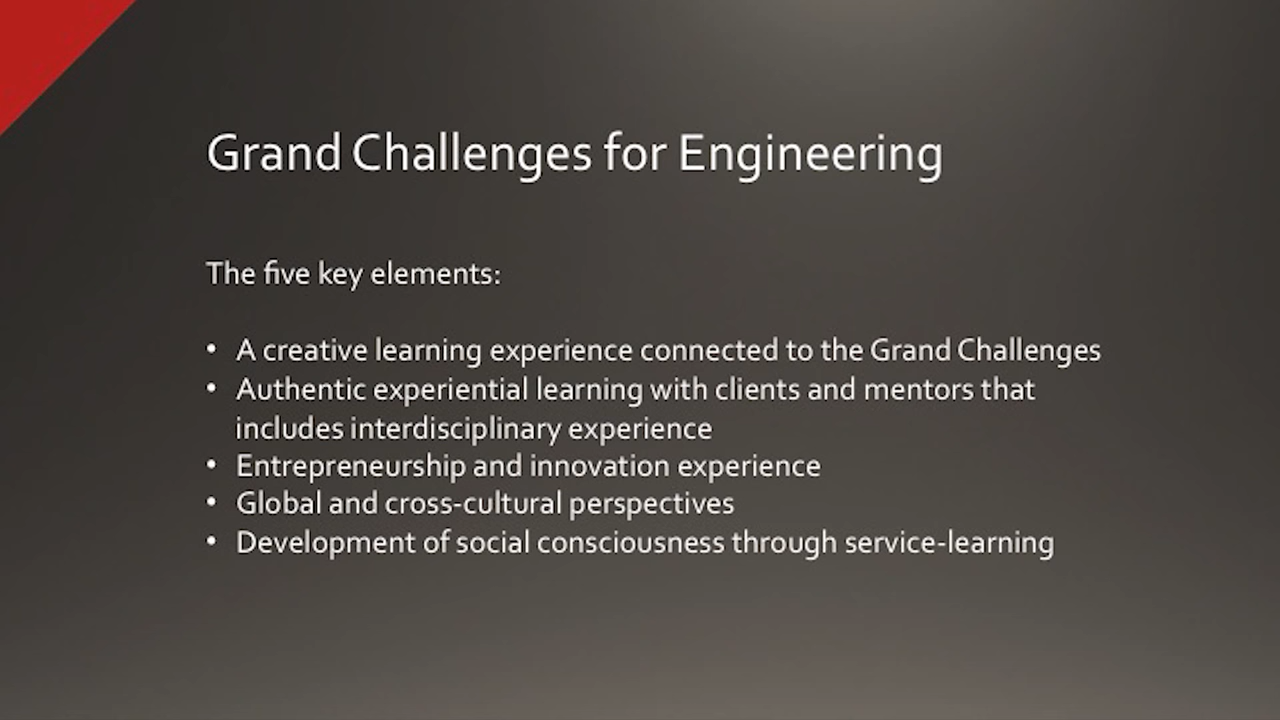 Grand Challenges for Engineering
The five key elements:
• A creative learning experience connected to the Grand Challenges
• Authentic experiential learning with clients and mentors that
includes interdisciplinary experience
• Entrepreneurship and innovation experience
• Global and cross-cultural perspectives
• Development of social consciousness through service-learning